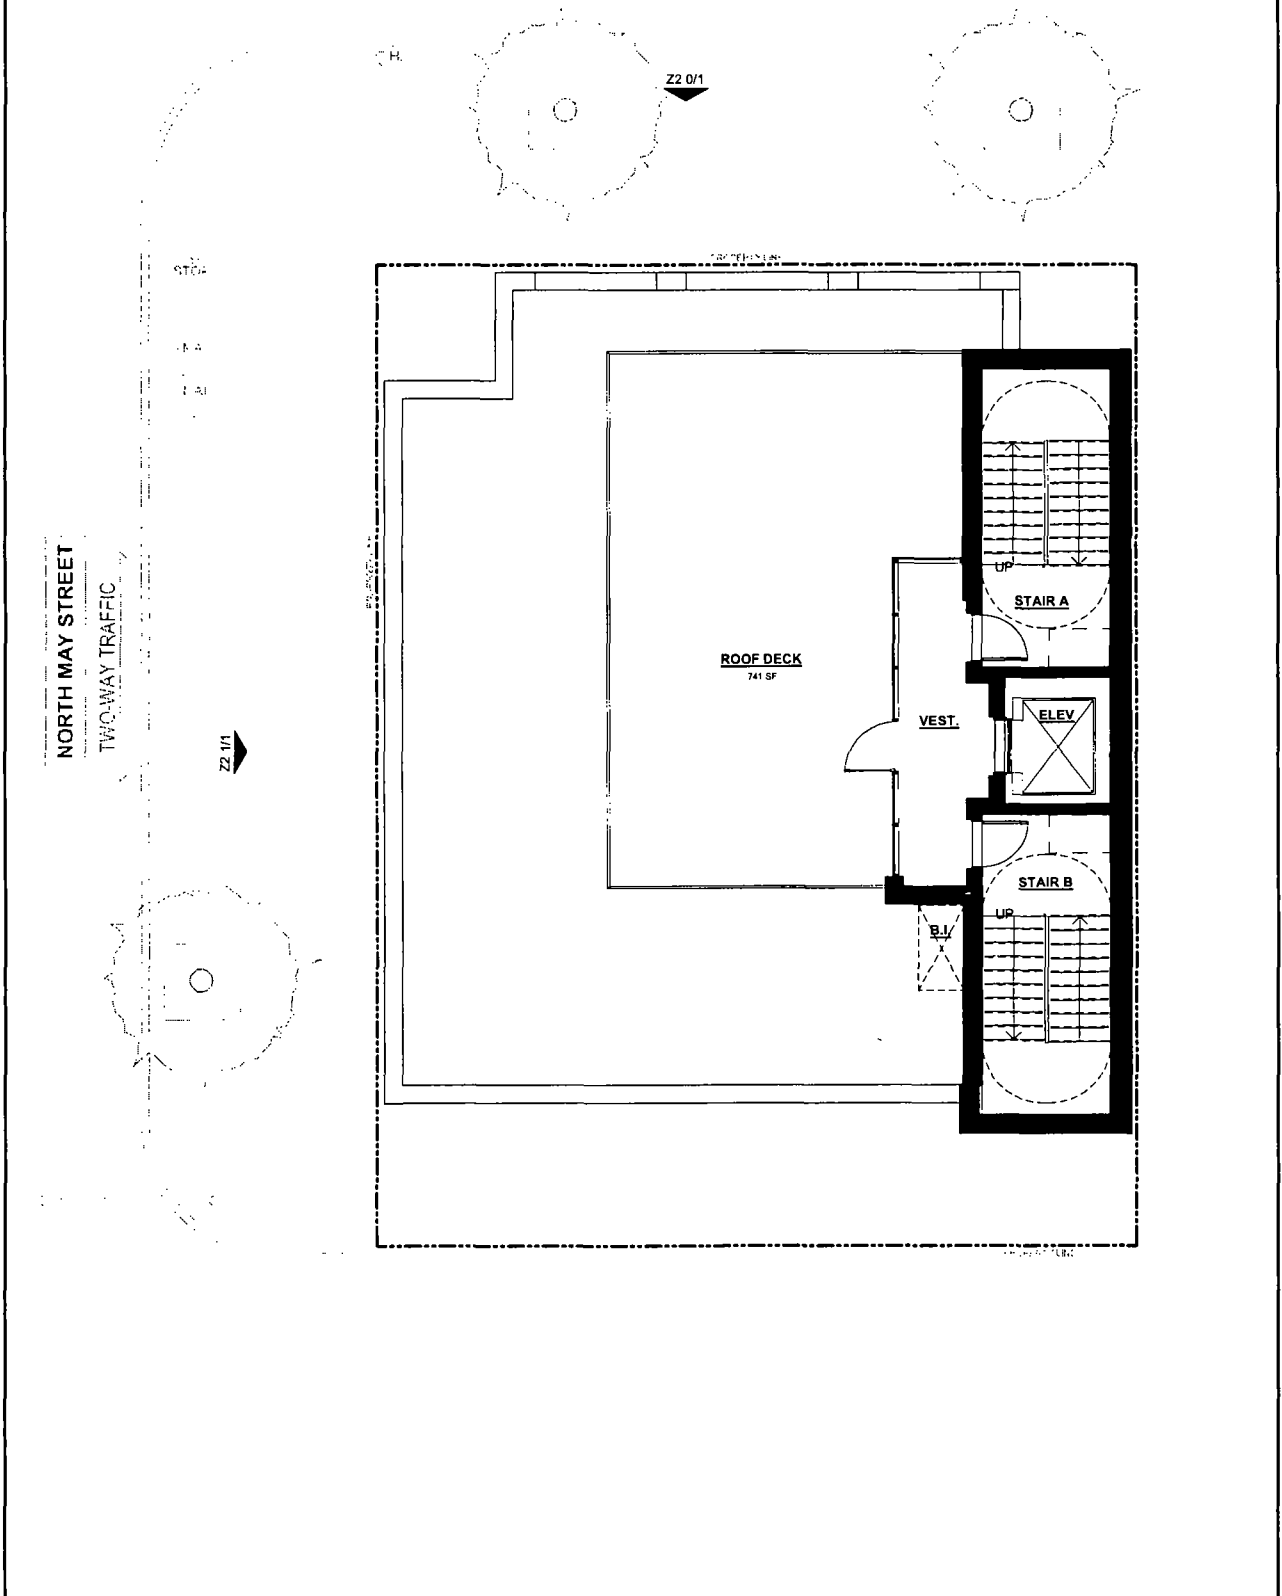 Z2 0/1
NORTH MAY STREET
TWO-WAY TRAFFIC
Z2 1/1
UP
STAIR A
ROOF DECK
741 SF
VEST.
ELEV
STAIR B
UP
B.I.